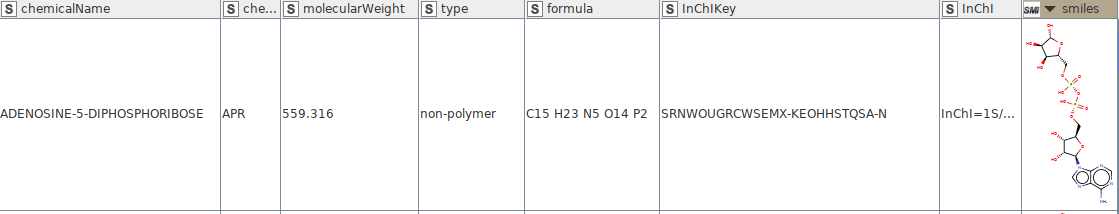 S chemicalName S che... S molecularWeight S type S formula S InChIKey S InChI SMI smiles
ADENOSINE-5-DIPHOSPHORIBOSE APR 559.316 non-polymer C15 H23 N5 O14 P2 SRNWOUGRCWSEMX-KEOHHSTQSA-N InChI=1S/...